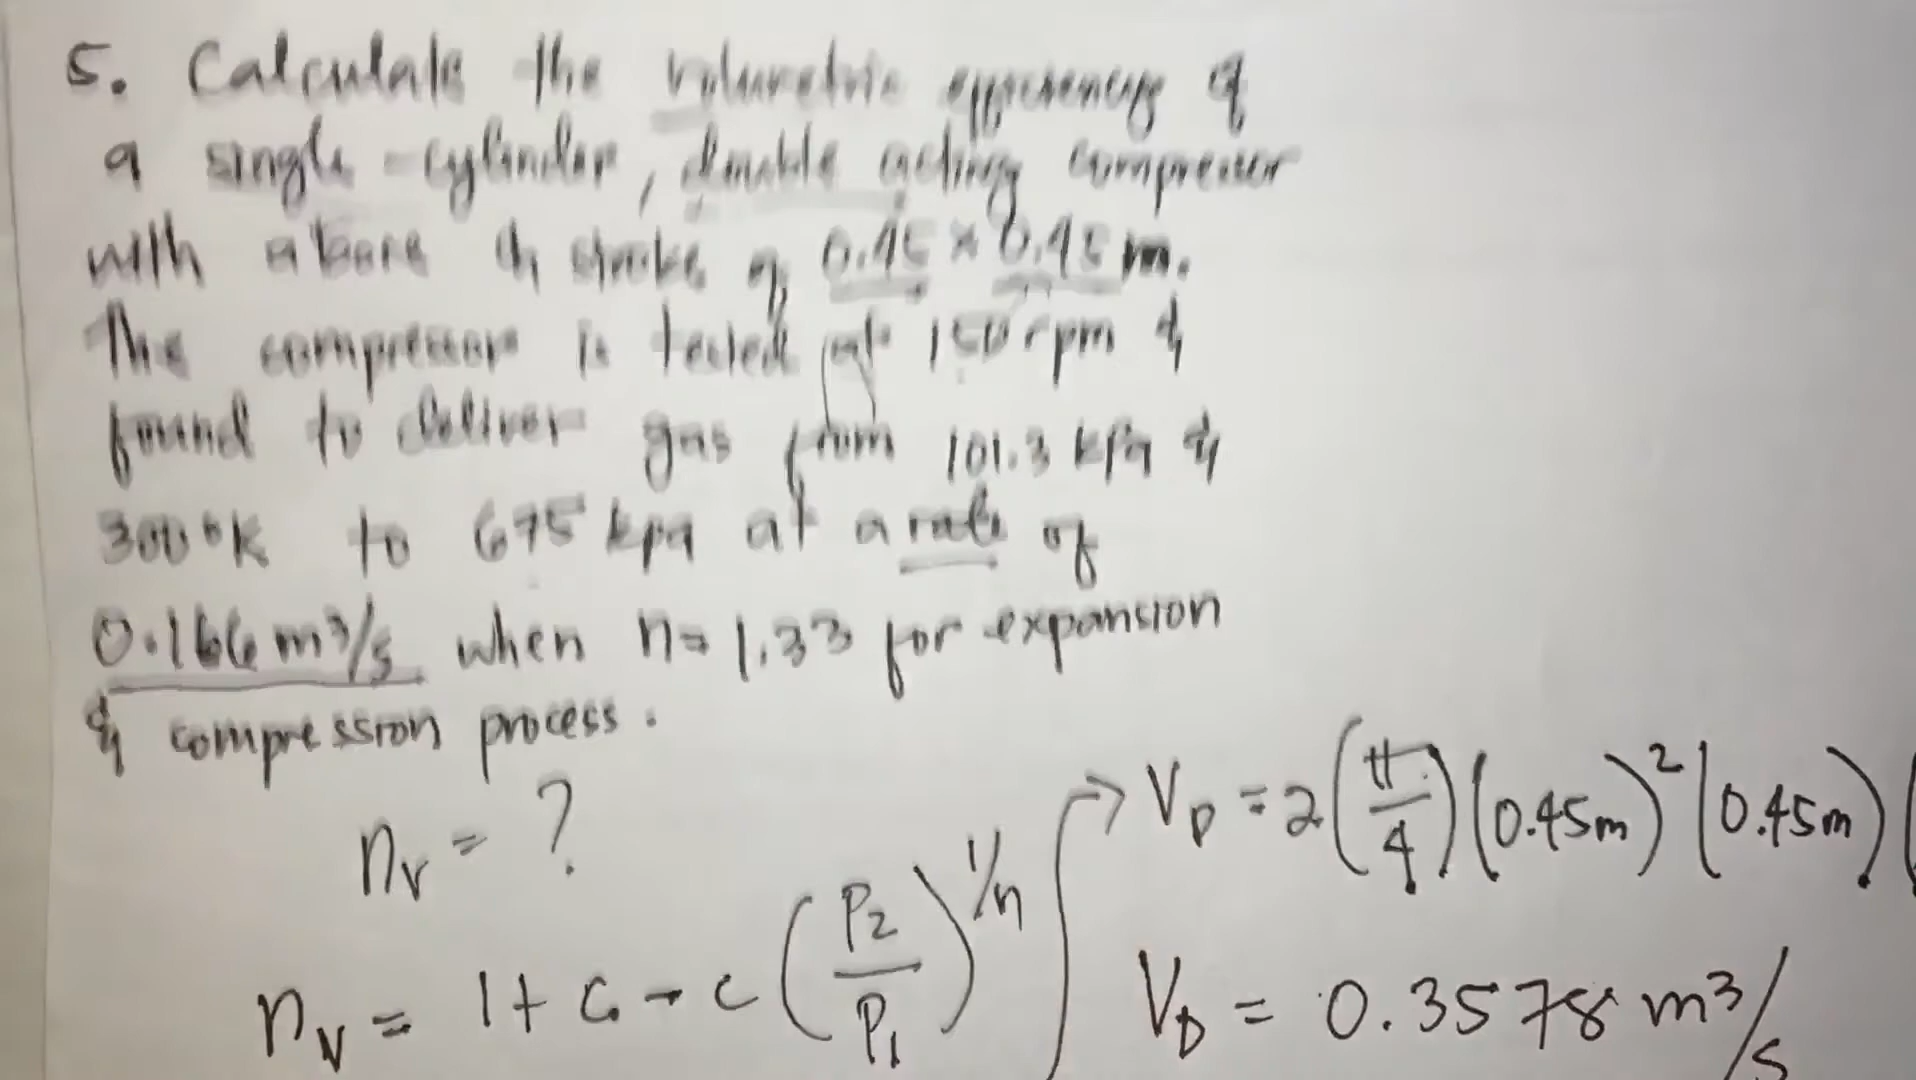 5. Calculate the volumetric efficiency of
a single-cylinder, double acting compressor
with a bore & stroke of 0.45 x 0.45 m.
The compressor is tested at 150 rpm &
found to deliver gas from 101.3 kPa &
300°K to 675 kpa at a rate of
0.166 m³/s when n = 1.33 for expansion
& compression process.
nv = ?
nv = 1 + c - c (P2/P1)^1/n
→ VD = 2 (π/4) (0.45m)² (0.45m) (
VD = 0.3578 m³/s